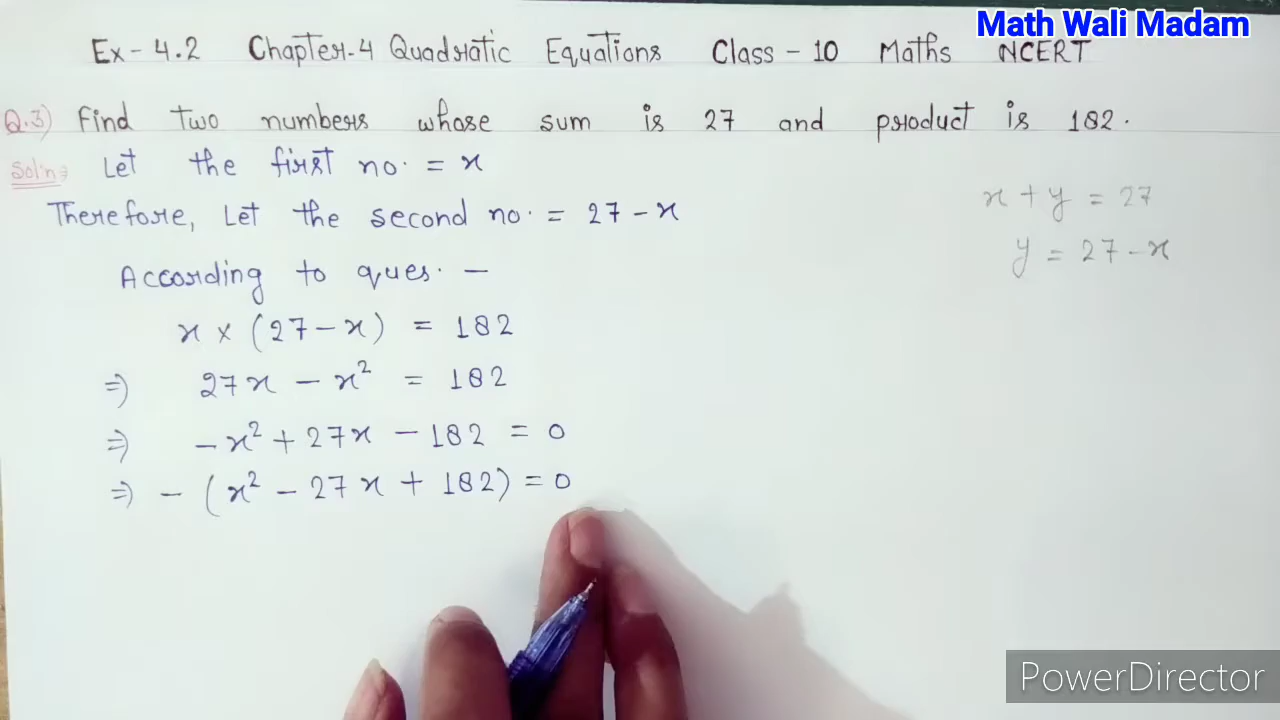 Math Wali Madam
Ex-4.2 Chapter-4 Quadratic Equations Class-10 Maths NCERT
Q.3) Find two numbers whose sum is 27 and product is 182.
Soln:- Let the first no. = x
Therefore, Let the second no. = 27 - x
x + y = 27
y = 27 - x
According to ques. —
x × (27 - x) = 182
⇒ 27x - x² = 182
⇒ -x² + 27x - 182 = 0
⇒ - (x² - 27x + 182) = 0
PowerDirector